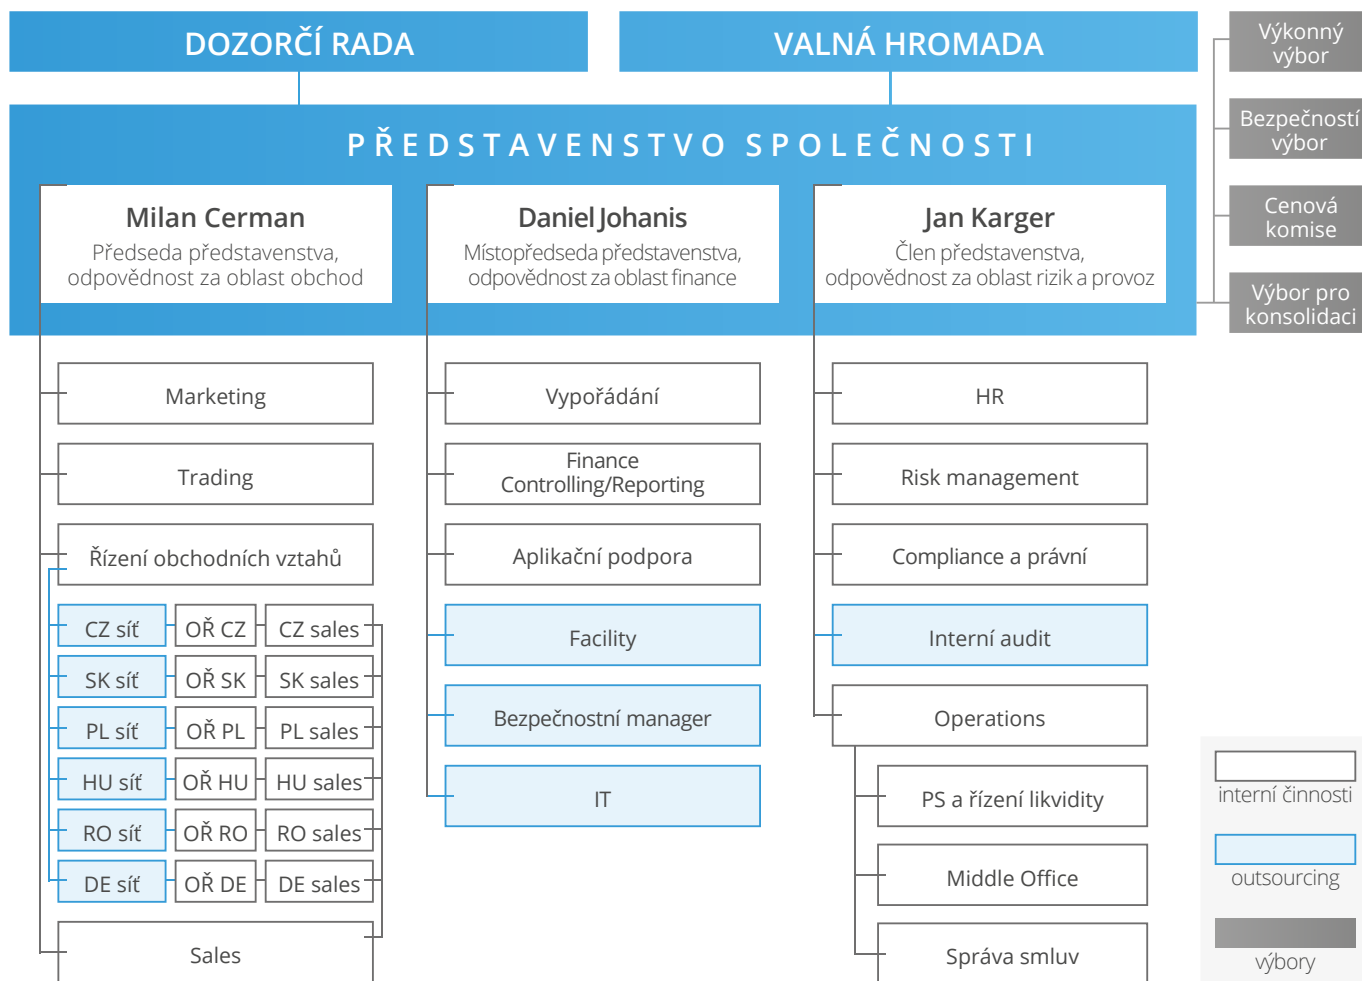 DOZORČÍ RADA
VALNÁ HROMADA
Výkonný
výbor
Bezpečností
výbor
Cenová
komise
Výbor pro
konsolidaci
PŘEDSTAVENSTVO SPOLEČNOSTI
Milan Cerman
Předseda představenstva,
odpovědnost za oblast obchod
Daniel Johanis
Místopředseda představenstva,
odpovědnost za oblast finance
Jan Karger
Člen představenstva,
odpovědnost za oblast rizik a provoz
Marketing
Trading
Řízení obchodních vztahů
CZ síť OŘ CZ CZ sales
SK síť OŘ SK SK sales
PL síť OŘ PL PL sales
HU síť OŘ HU HU sales
RO síť OŘ RO RO sales
DE síť OŘ DE DE sales
Sales
Vypořádání
Finance
Controlling/Reporting
Aplikační podpora
Facility
Bezpečnostní manager
IT
HR
Risk management
Compliance a právní
Interní audit
Operations
PS a řízení likvidity
Middle Office
Správa smluv
interní činnosti
outsourcing
výbory